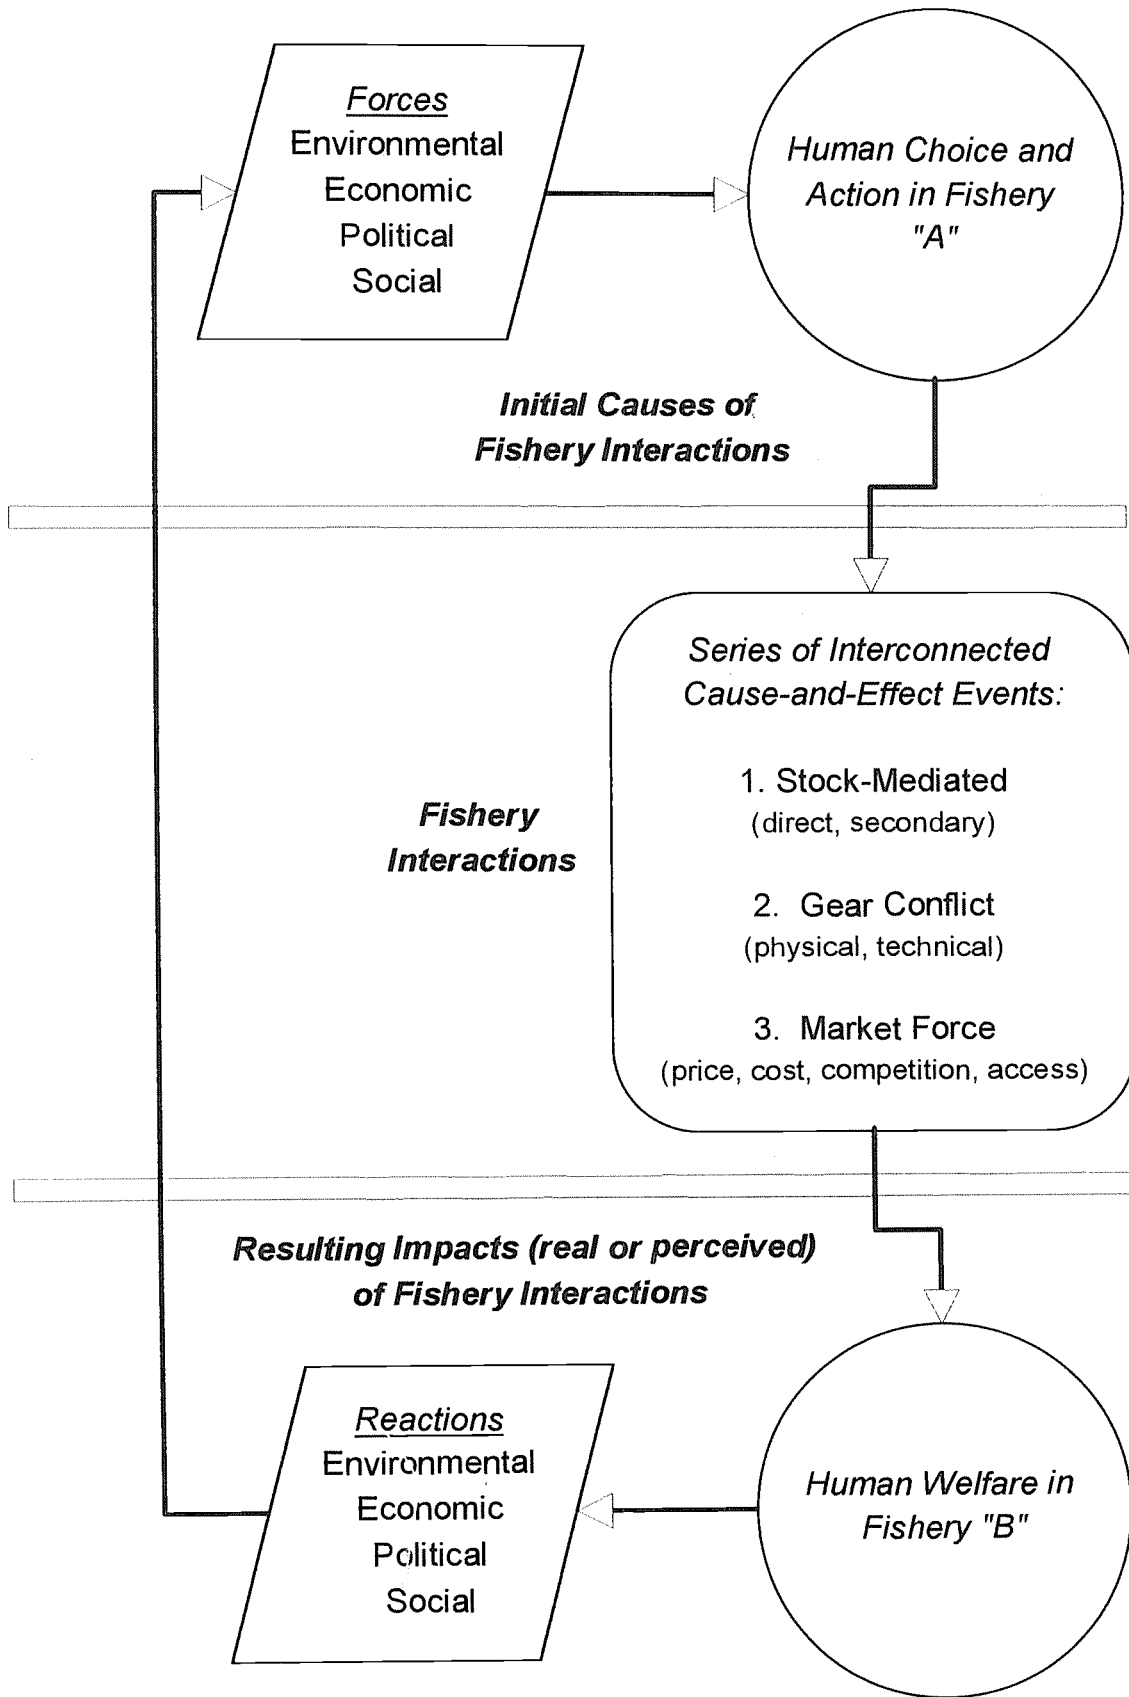 Forces
Environmental
Economic
Political
Social
Human Choice and
Action in Fishery
"A"
Initial Causes of
Fishery Interactions
Series of Interconnected
Cause-and-Effect Events:
1. Stock-Mediated
(direct, secondary)
2. Gear Conflict
(physical, technical)
3. Market Force
(price, cost, competition, access)
Fishery
Interactions
Resulting Impacts (real or perceived)
of Fishery Interactions
Reactions
Environmental
Economic
Political
Social
Human Welfare in
Fishery "B"